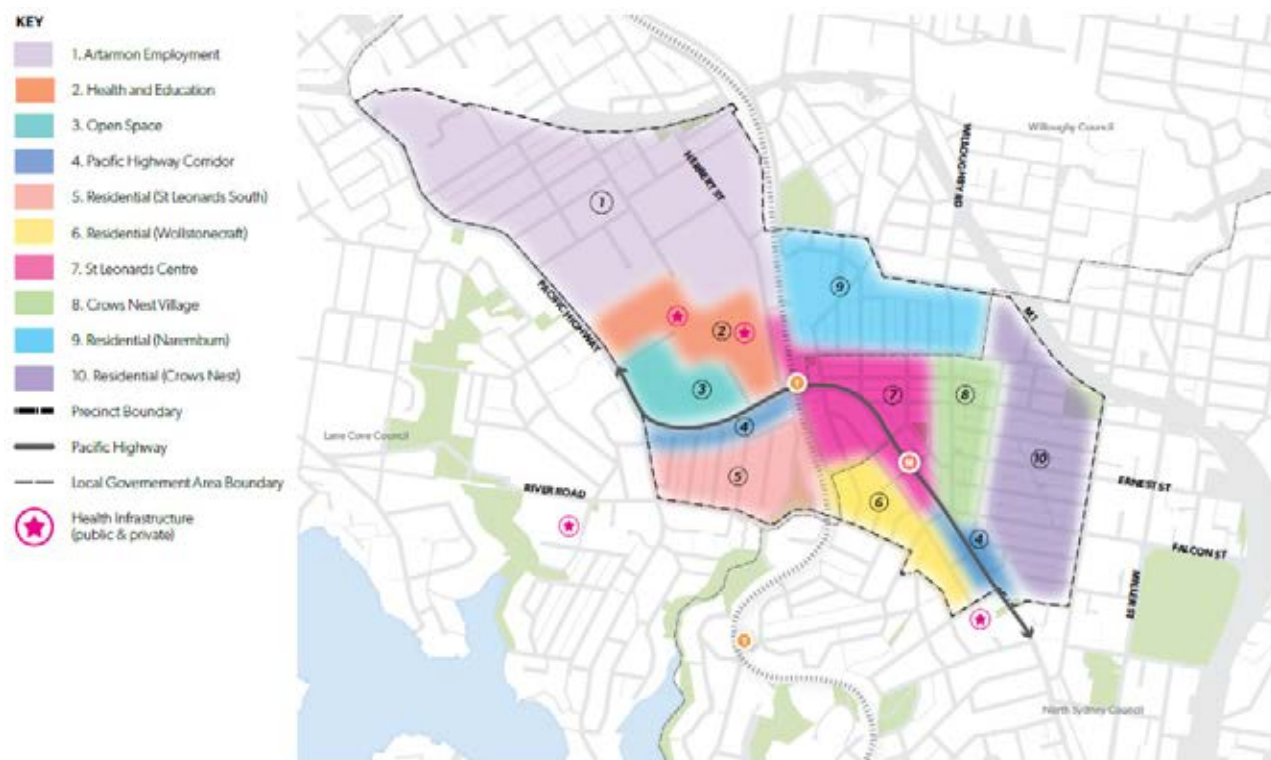 KEY
1. Artarmon Employment
2. Health and Education
3. Open Space
4. Pacific Highway Corridor
5. Residential (St Leonards South)
6. Residential (Wollstonecraft)
7. St Leonards Centre
8. Crows Nest Village
9. Residential (Naremburn)
10. Residential (Crows Nest)
Precinct Boundary
Pacific Highway
Local Governement Area Boundary
Health Infrastructure
(public & private)
Willoughby Council
WILLOUGHBY RD
HERBERT ST
1
9
PACIFIC HIGHWAY
M1
2
3
T
7
8
4
Lane Cove Council
10
M
5
6
ERNEST ST
RIVER ROAD
4
FALCON ST
MILLER ST
T
North Sydney Council